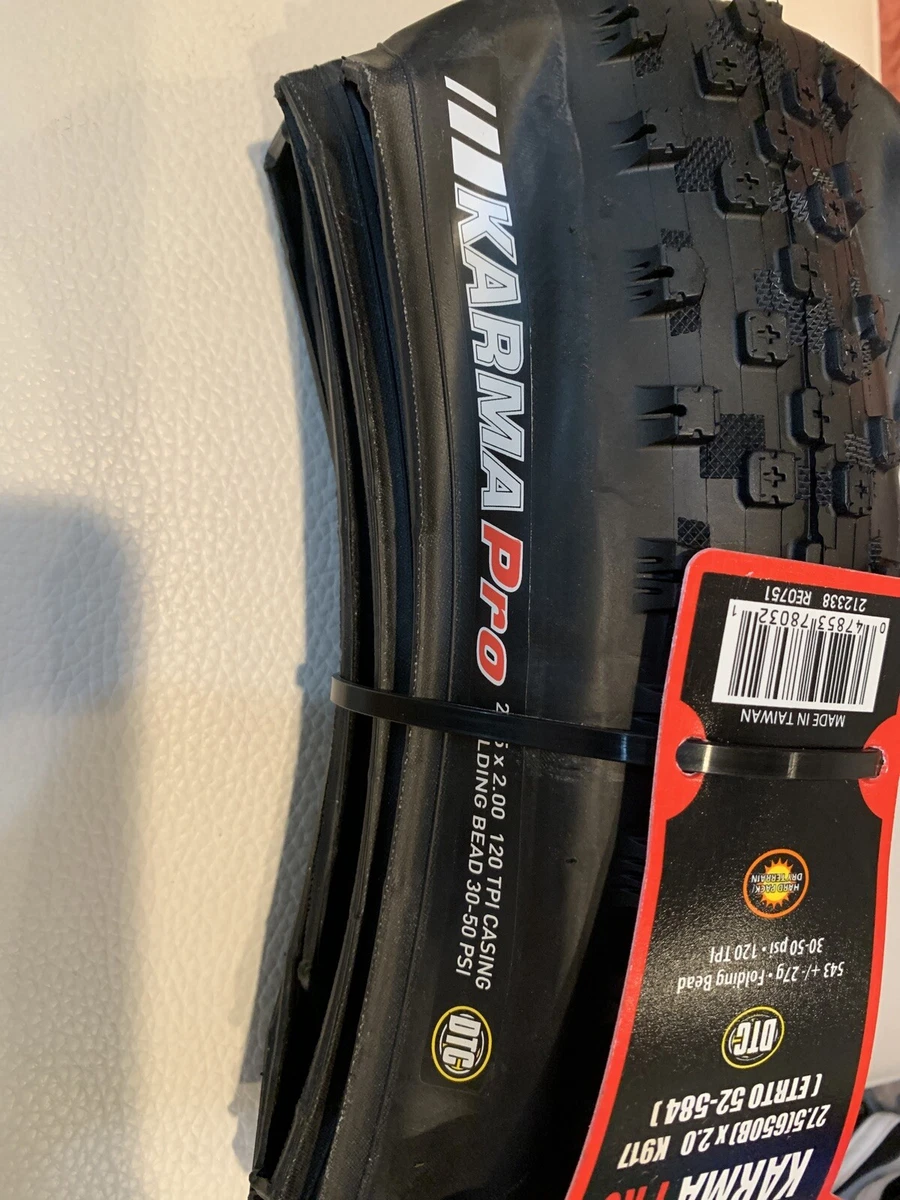 KARMA Pro
x 2.00 120 TPI CASING
LDING BEAD 30-50 PSI
DTC
KARMA
27.5(650B) x 2.0 K917
( ETRTO 52-584 )
DTC
543 +/- 27g • Folding Bead
30-50 psi • 120 TPI
HARD PACK/
DRY TERRAIN
MADE IN TAIWAN
0 47853 78032 1
212338 RE0751